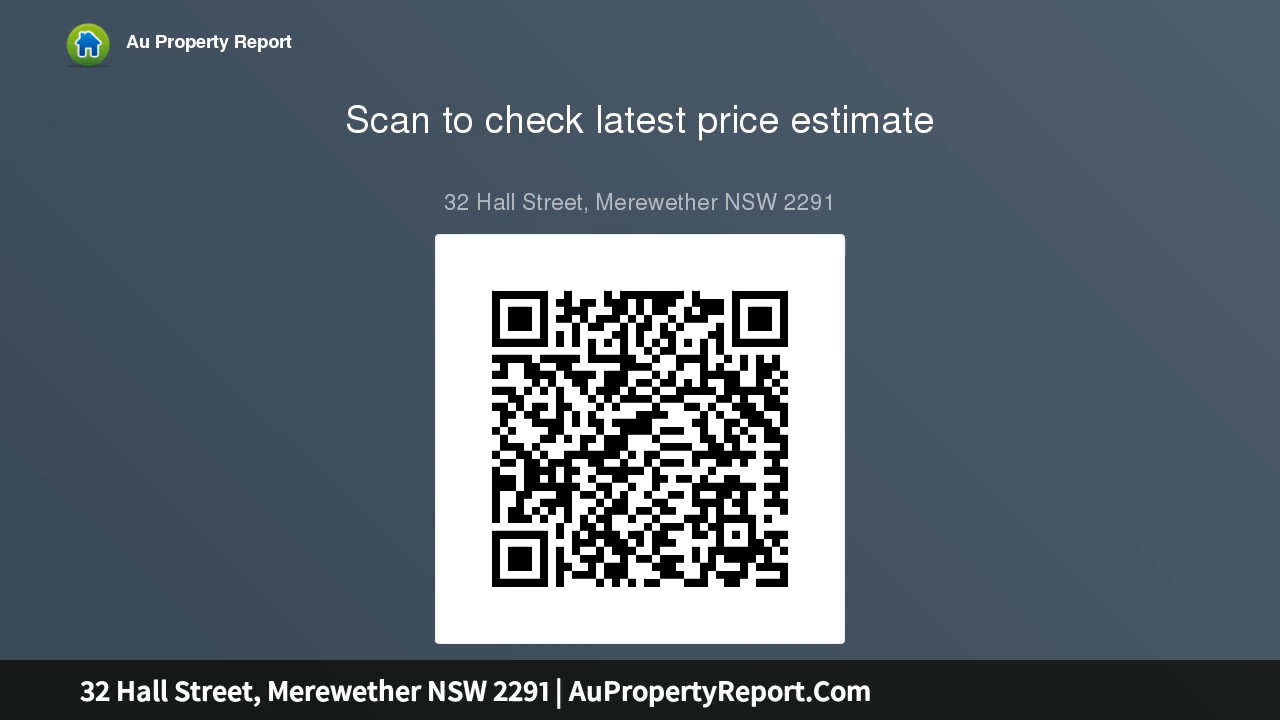 Au Property Report
Scan to check latest price estimate
32 Hall Street, Merewether NSW 2291
32 Hall Street, Merewether NSW 2291 | AuPropertyReport.Com